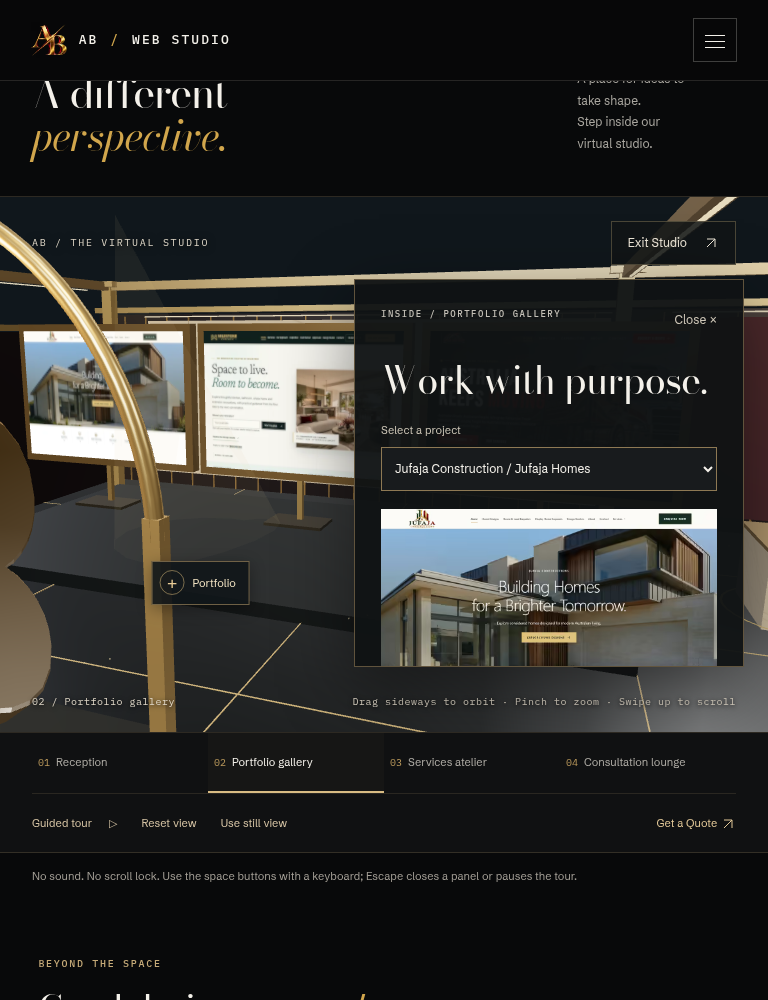 AB / WEB STUDIO
A different
perspective.
A place for ideas to
take shape.
Step inside our
virtual studio.
AB / THE VIRTUAL STUDIO
Exit Studio
INSIDE / PORTFOLIO GALLERY
Close ×
Work with purpose.
Select a project
Jufaja Construction / Jufaja Homes
Space to live.
Room to become.
JUFAJA
Building Homes
for a Brighter Tomorrow.
+ Portfolio
02 / Portfolio gallery
Drag sideways to orbit · Pinch to zoom · Swipe up to scroll
01 Reception
02 Portfolio gallery
03 Services atelier
04 Consultation lounge
Guided tour ▷
Reset view
Use still view
Get a Quote
No sound. No scroll lock. Use the space buttons with a keyboard; Escape closes a panel or pauses the tour.
BEYOND THE SPACE